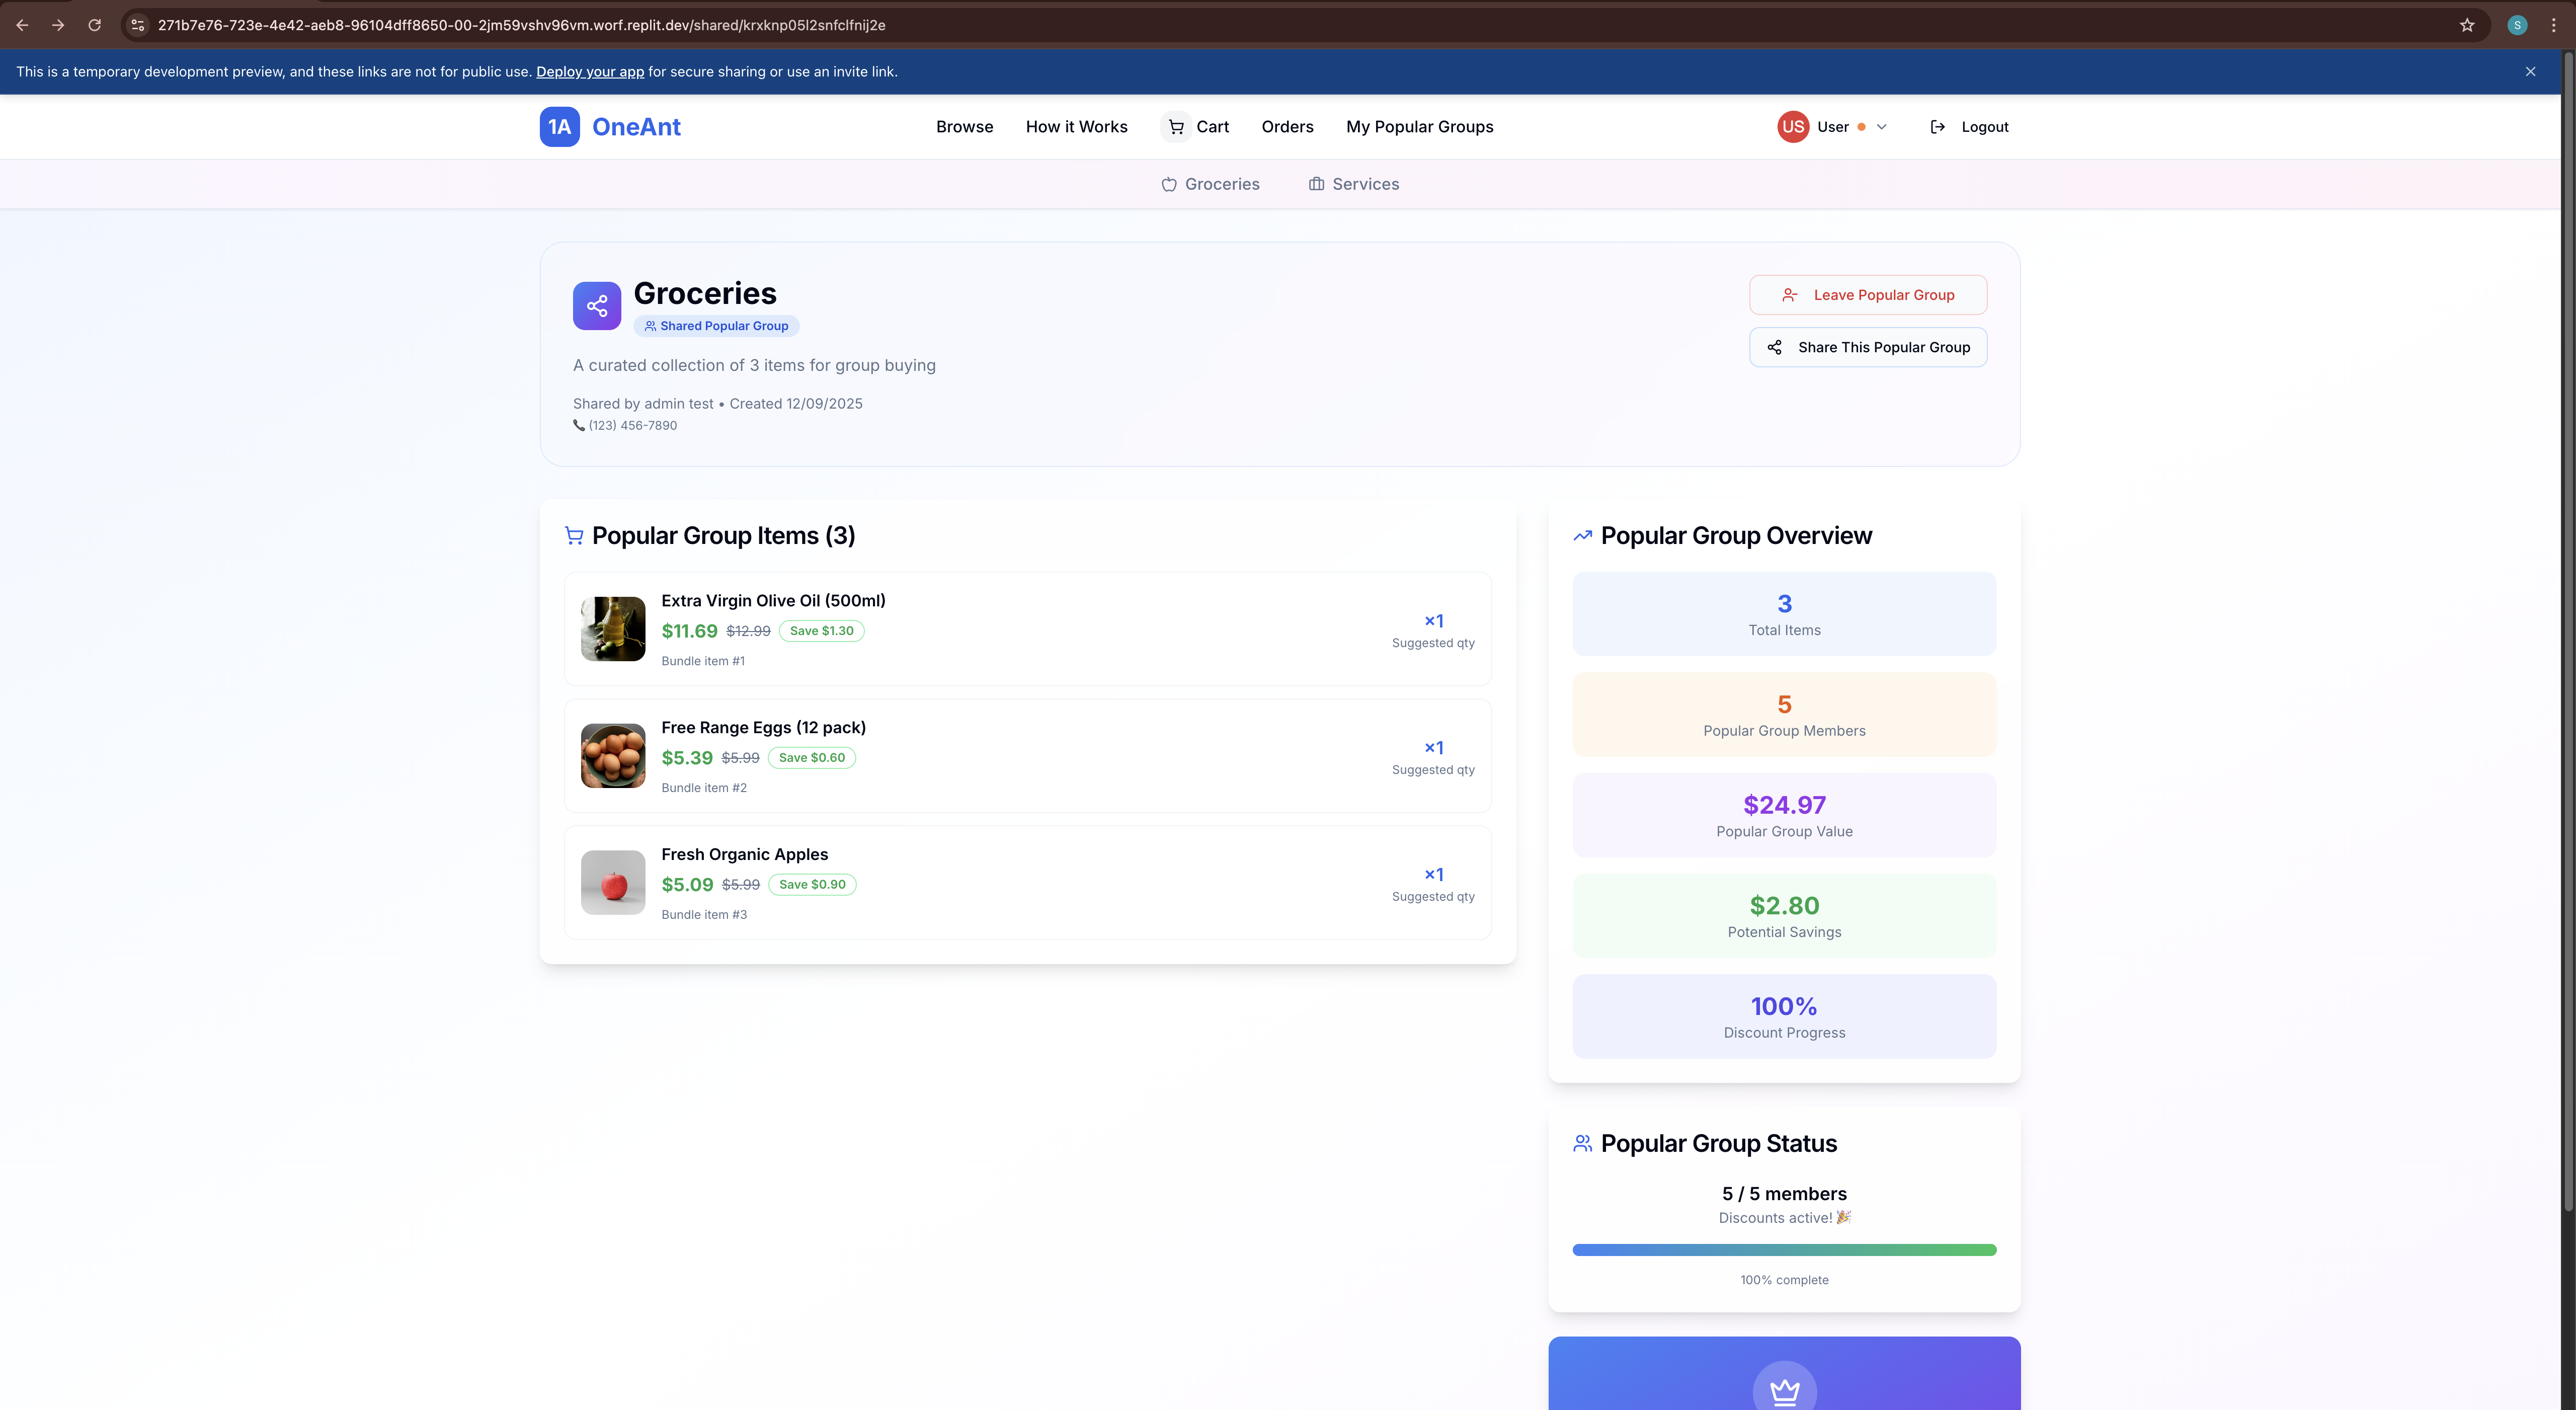 271b7e76-723e-4e42-aeb8-96104dff8650-00-2jm59vshv96vm.worf.replit.dev/shared/krxknp05l2snfclfnij2e
S
This is a temporary development preview, and these links are not for public use. Deploy your app for secure sharing or use an invite link.
1A OneAnt
Browse How it Works Cart Orders My Popular Groups
US User
Logout
Groceries Services
Groceries
Shared Popular Group
A curated collection of 3 items for group buying
Shared by admin test • Created 12/09/2025
📞 (123) 456-7890
Leave Popular Group
Share This Popular Group
Popular Group Items (3)
Extra Virgin Olive Oil (500ml)
$11.69 $12.99 Save $1.30
Bundle item #1
×1
Suggested qty
Free Range Eggs (12 pack)
$5.39 $5.99 Save $0.60
Bundle item #2
×1
Suggested qty
Fresh Organic Apples
$5.09 $5.99 Save $0.90
Bundle item #3
×1
Suggested qty
Popular Group Overview
3
Total Items
5
Popular Group Members
$24.97
Popular Group Value
$2.80
Potential Savings
100%
Discount Progress
Popular Group Status
5 / 5 members
Discounts active! 🎉
100% complete